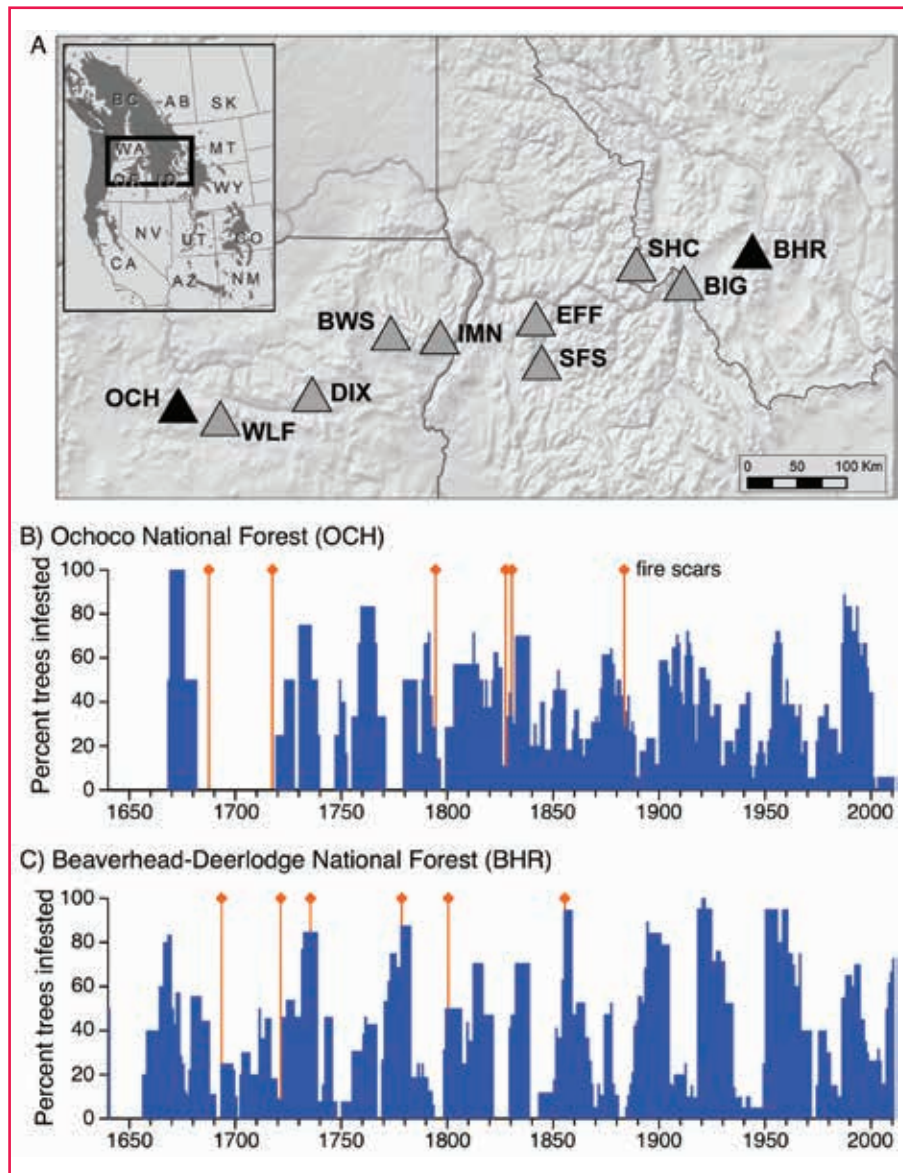 A
BC
AB
SK
WA
MT
OR
ID
WY
NV
UT
CO
CA
AZ
NM
SHC
BHR
BIG
BWS
IMN
EFF
SFS
OCH
DIX
WLF
0 50 100 Km
B) Ochoco National Forest (OCH)
fire scars
Percent trees infested
100
80
60
40
20
0
1650 1700 1750 1800 1850 1900 1950 2000
C) Beaverhead-Deerlodge National Forest (BHR)
Percent trees infested
100
80
60
40
20
0
1650 1700 1750 1800 1850 1900 1950 2000